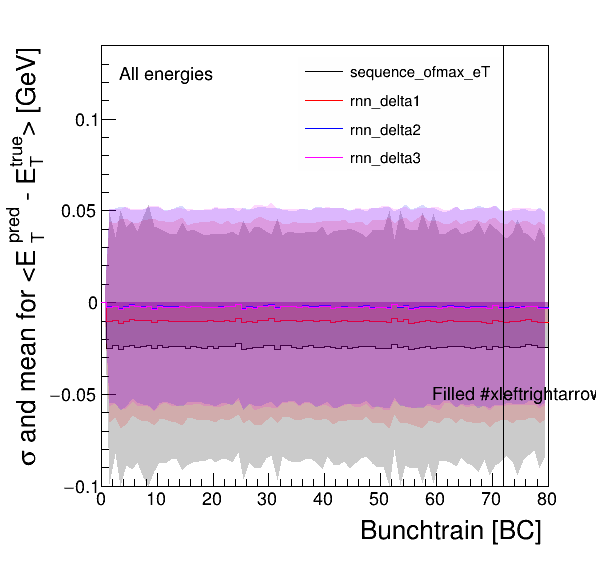 σ and mean for <E_T^pred - E_T^true> [GeV]
All energies
sequence_ofmax_eT
rnn_delta1
rnn_delta2
rnn_delta3
0.1
0.05
0
−0.05
−0.1
Filled #xleftrightarrow
0 10 20 30 40 50 60 70 80
Bunchtrain [BC]